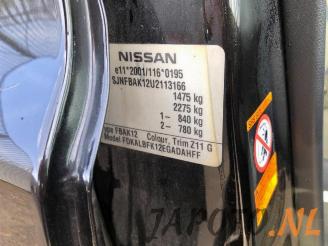 NISSAN
e11*2001/116*0195
SJNFBAK12U2113166
1475 kg
2275 kg
1- 840 kg
2- 780 kg
Type FBAK12 Colour, Trim Z11 G
Model FDKALBFK12EGADAHFF
JAPOTO.NL